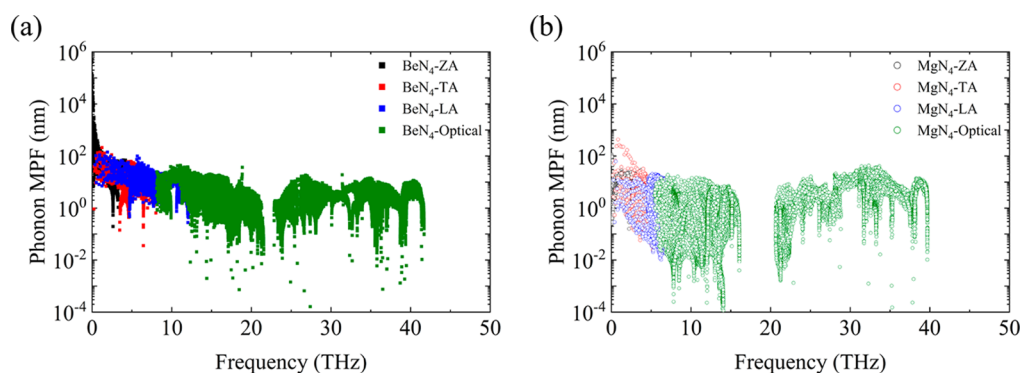 (a)
Phonon MPF (nm)
10^6
10^4
10^2
10^0
10^-2
10^-4
BeN₄-ZA
BeN₄-TA
BeN₄-LA
BeN₄-Optical
0 10 20 30 40 50
Frequency (THz)
(b)
Phonon MPF (nm)
10^6
10^4
10^2
10^0
10^-2
10^-4
MgN₄-ZA
MgN₄-TA
MgN₄-LA
MgN₄-Optical
0 10 20 30 40 50
Frequency (THz)